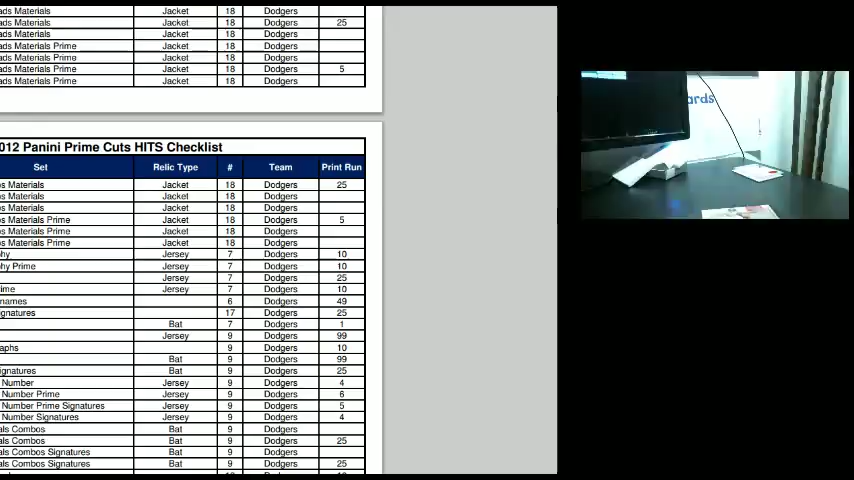 ads Materials Jacket 18 Dodgers
ads Materials Jacket 18 Dodgers 25
ads Materials Jacket 18 Dodgers
ads Materials Prime Jacket 18 Dodgers
ads Materials Prime Jacket 18 Dodgers
ads Materials Prime Jacket 18 Dodgers 5
ads Materials Prime Jacket 18 Dodgers
012 Panini Prime Cuts HITS Checklist
Set Relic Type # Team Print Run
s Materials Jacket 18 Dodgers 25
s Materials Jacket 18 Dodgers
s Materials Jacket 18 Dodgers
s Materials Prime Jacket 18 Dodgers 5
s Materials Prime Jacket 18 Dodgers
s Materials Prime Jacket 18 Dodgers
hy Jersey 7 Dodgers 10
hy Prime Jersey 7 Dodgers 10
Jersey 7 Dodgers 25
ime Jersey 7 Dodgers 10
names 6 Dodgers 49
gnatures 17 Dodgers 25
Bat 7 Dodgers 1
Jersey 9 Dodgers 99
aphs 9 Dodgers 10
Bat 9 Dodgers 99
ignatures Bat 9 Dodgers 25
Number Jersey 9 Dodgers 4
Number Prime Jersey 9 Dodgers 6
Number Prime Signatures Jersey 9 Dodgers 5
Number Signatures Jersey 9 Dodgers 4
als Combos Bat 9 Dodgers
als Combos Bat 9 Dodgers 25
als Combos Signatures Bat 9 Dodgers
als Combos Signatures Bat 9 Dodgers 25
ards